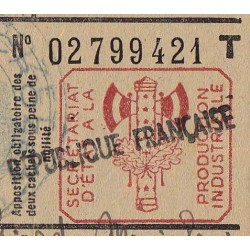 N° 02799421 T
Apposition obligatoire des
deux cachets sous peine de
nullité
SECRÉTARIAT
D'ÉTAT A LA
PRODUCTION
INDUSTRIELLE
RÉPUBLIQUE FRANÇAISE